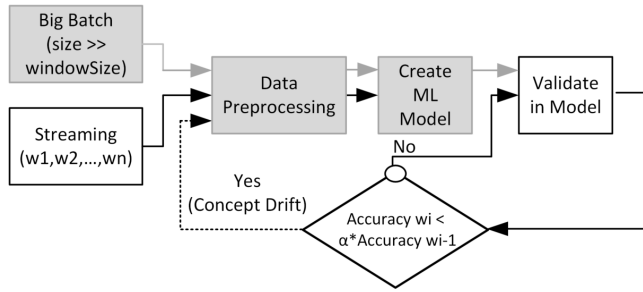 Big Batch
(size >>
windowSize)
Data
Preprocessing
Create
ML
Model
Validate
in Model
Streaming
(w1,w2,...,wn)
No
Yes
(Concept Drift)
Accuracy wi <
α*Accuracy wi-1